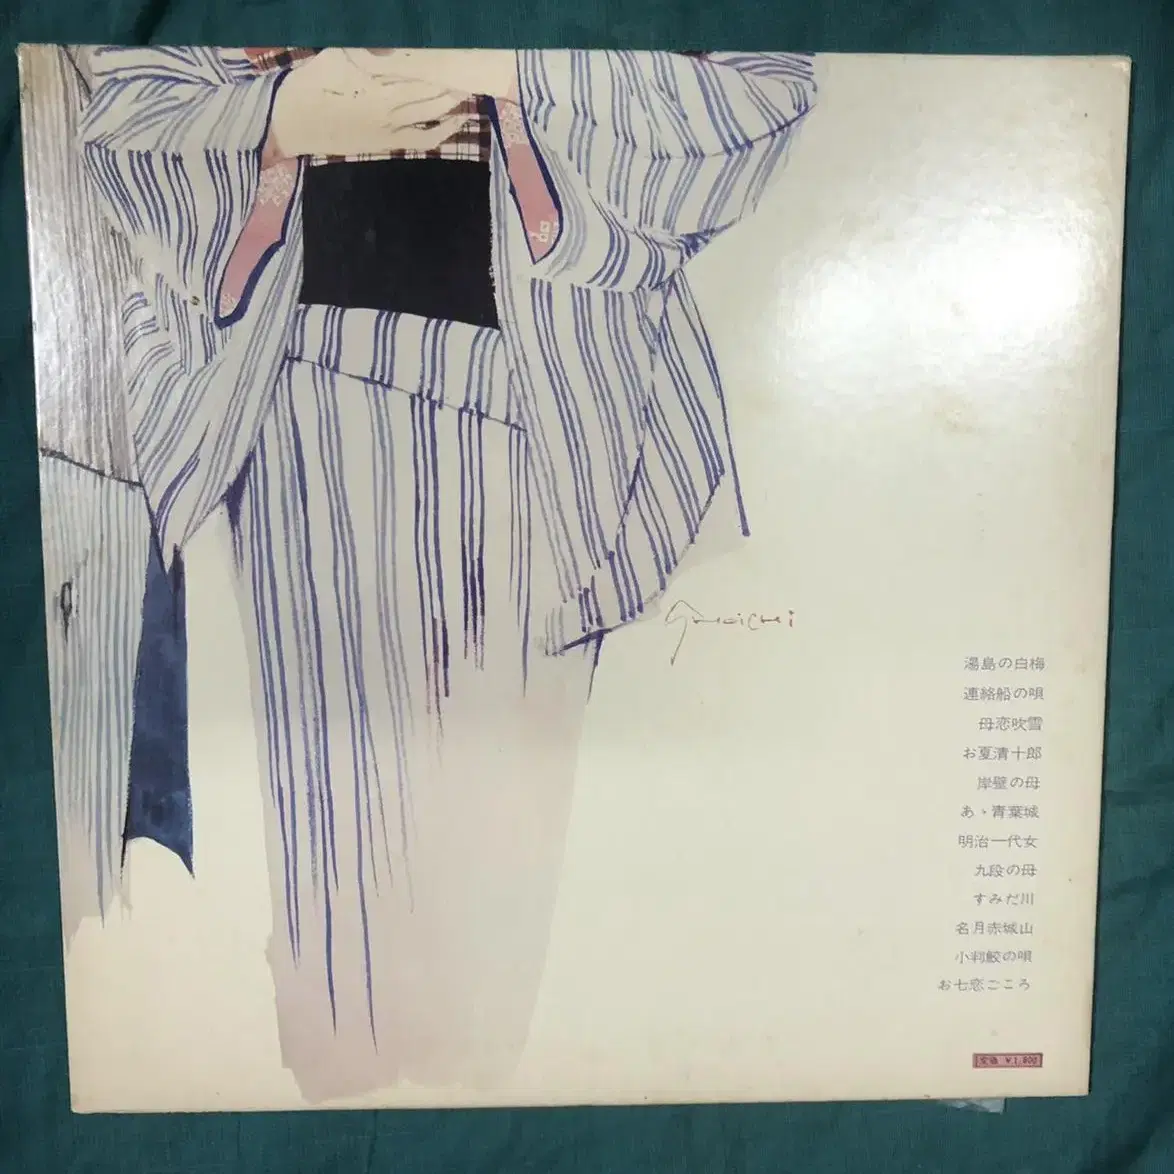 湯島の白梅
連絡船の唄
母恋吹雪
お夏清十郎
岸壁の母
あゝ青葉城
明治一代女
九段の母
すみだ川
名月赤城山
小判鮫の唄
お七恋ごころ
定価 ¥1,800